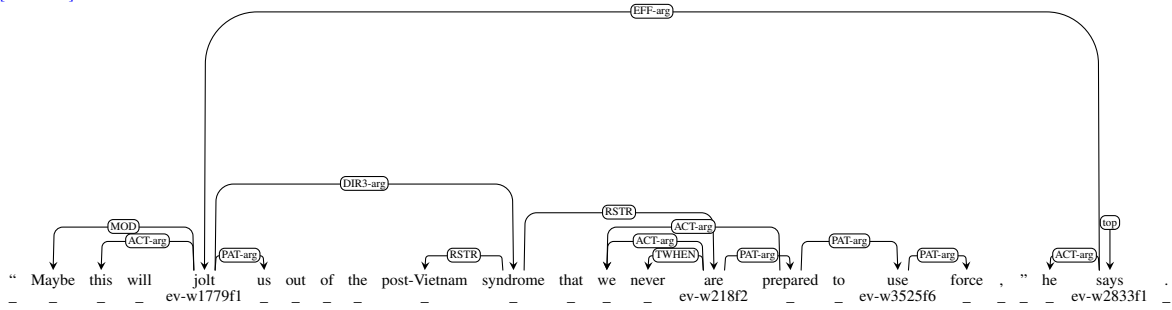 EFF-arg
DIR3-arg
RSTR
MOD ACT-arg top
ACT-arg ACT-arg PAT-arg
PAT-arg RSTR TWHEN PAT-arg PAT-arg ACT-arg
“ Maybe this will jolt us out of the post-Vietnam syndrome that we never are prepared to use force , ” he says .
_ _ _ _ ev-w1779f1 _ _ _ _ _ _ _ _ _ ev-w218f2 _ _ ev-w3525f6 _ _ _ _ ev-w2833f1 _